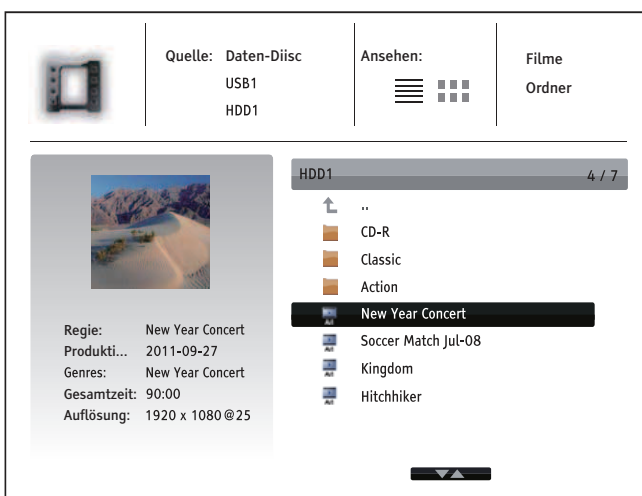 Quelle: Daten-Diisc
USB1
HDD1
Ansehen:
Filme
Ordner
HDD1 4 / 7
..
CD-R
Classic
Action
New Year Concert
Soccer Match Jul-08
Kingdom
Hitchhiker
Regie: New Year Concert
Produkti... 2011-09-27
Genres: New Year Concert
Gesamtzeit: 90:00
Auflösung: 1920 x 1080@25